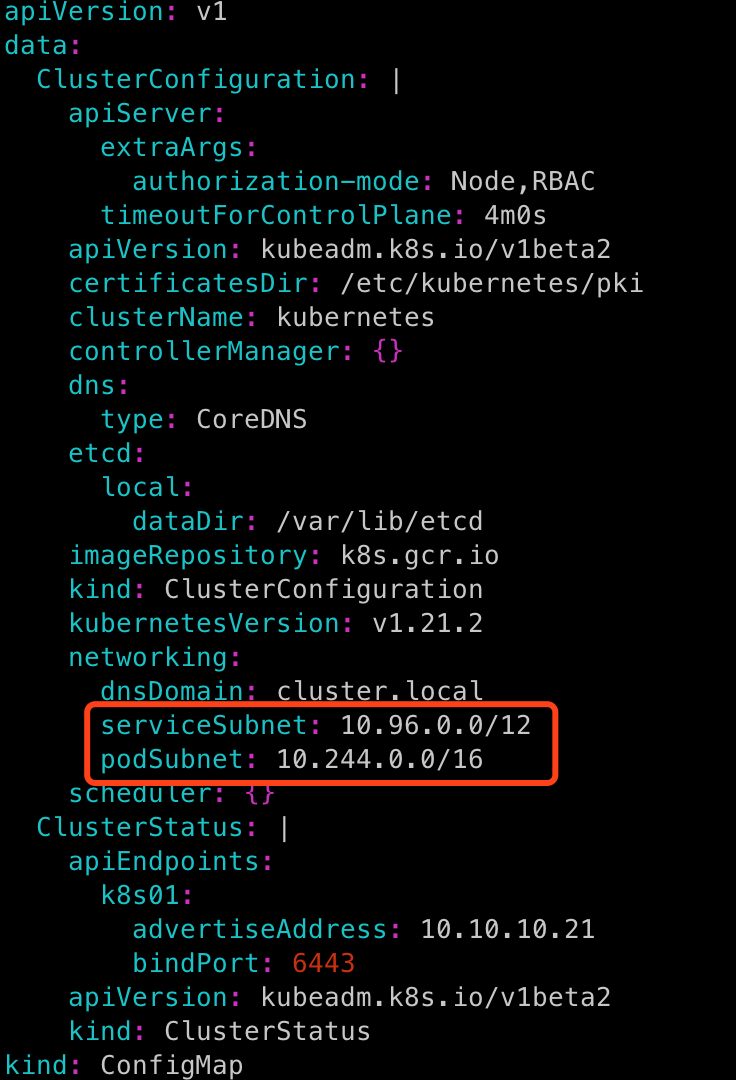 apiVersion: v1
data:
  ClusterConfiguration: |
    apiServer:
      extraArgs:
        authorization-mode: Node,RBAC
      timeoutForControlPlane: 4m0s
    apiVersion: kubeadm.k8s.io/v1beta2
    certificatesDir: /etc/kubernetes/pki
    clusterName: kubernetes
    controllerManager: {}
    dns:
      type: CoreDNS
    etcd:
      local:
        dataDir: /var/lib/etcd
    imageRepository: k8s.gcr.io
    kind: ClusterConfiguration
    kubernetesVersion: v1.21.2
    networking:
      dnsDomain: cluster.local
      serviceSubnet: 10.96.0.0/12
      podSubnet: 10.244.0.0/16
    scheduler: {}
  ClusterStatus: |
    apiEndpoints:
      k8s01:
        advertiseAddress: 10.10.10.21
        bindPort: 6443
    apiVersion: kubeadm.k8s.io/v1beta2
    kind: ClusterStatus
kind: ConfigMap